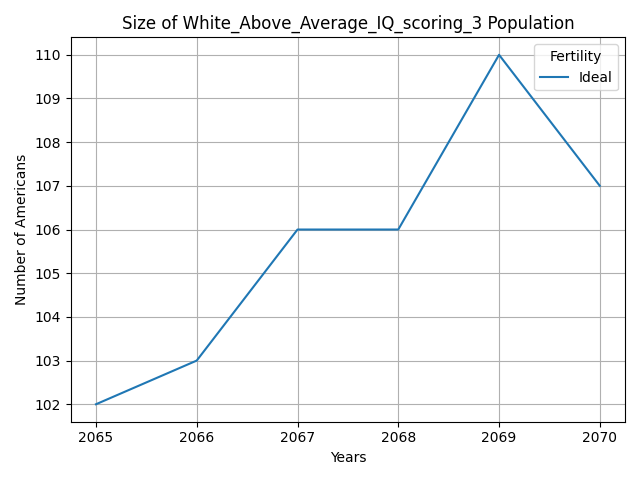 Size of White_Above_Average_IQ_scoring_3 Population
Fertility
Ideal
Number of Americans
110
109
108
107
106
105
104
103
102
2065 2066 2067 2068 2069 2070
Years